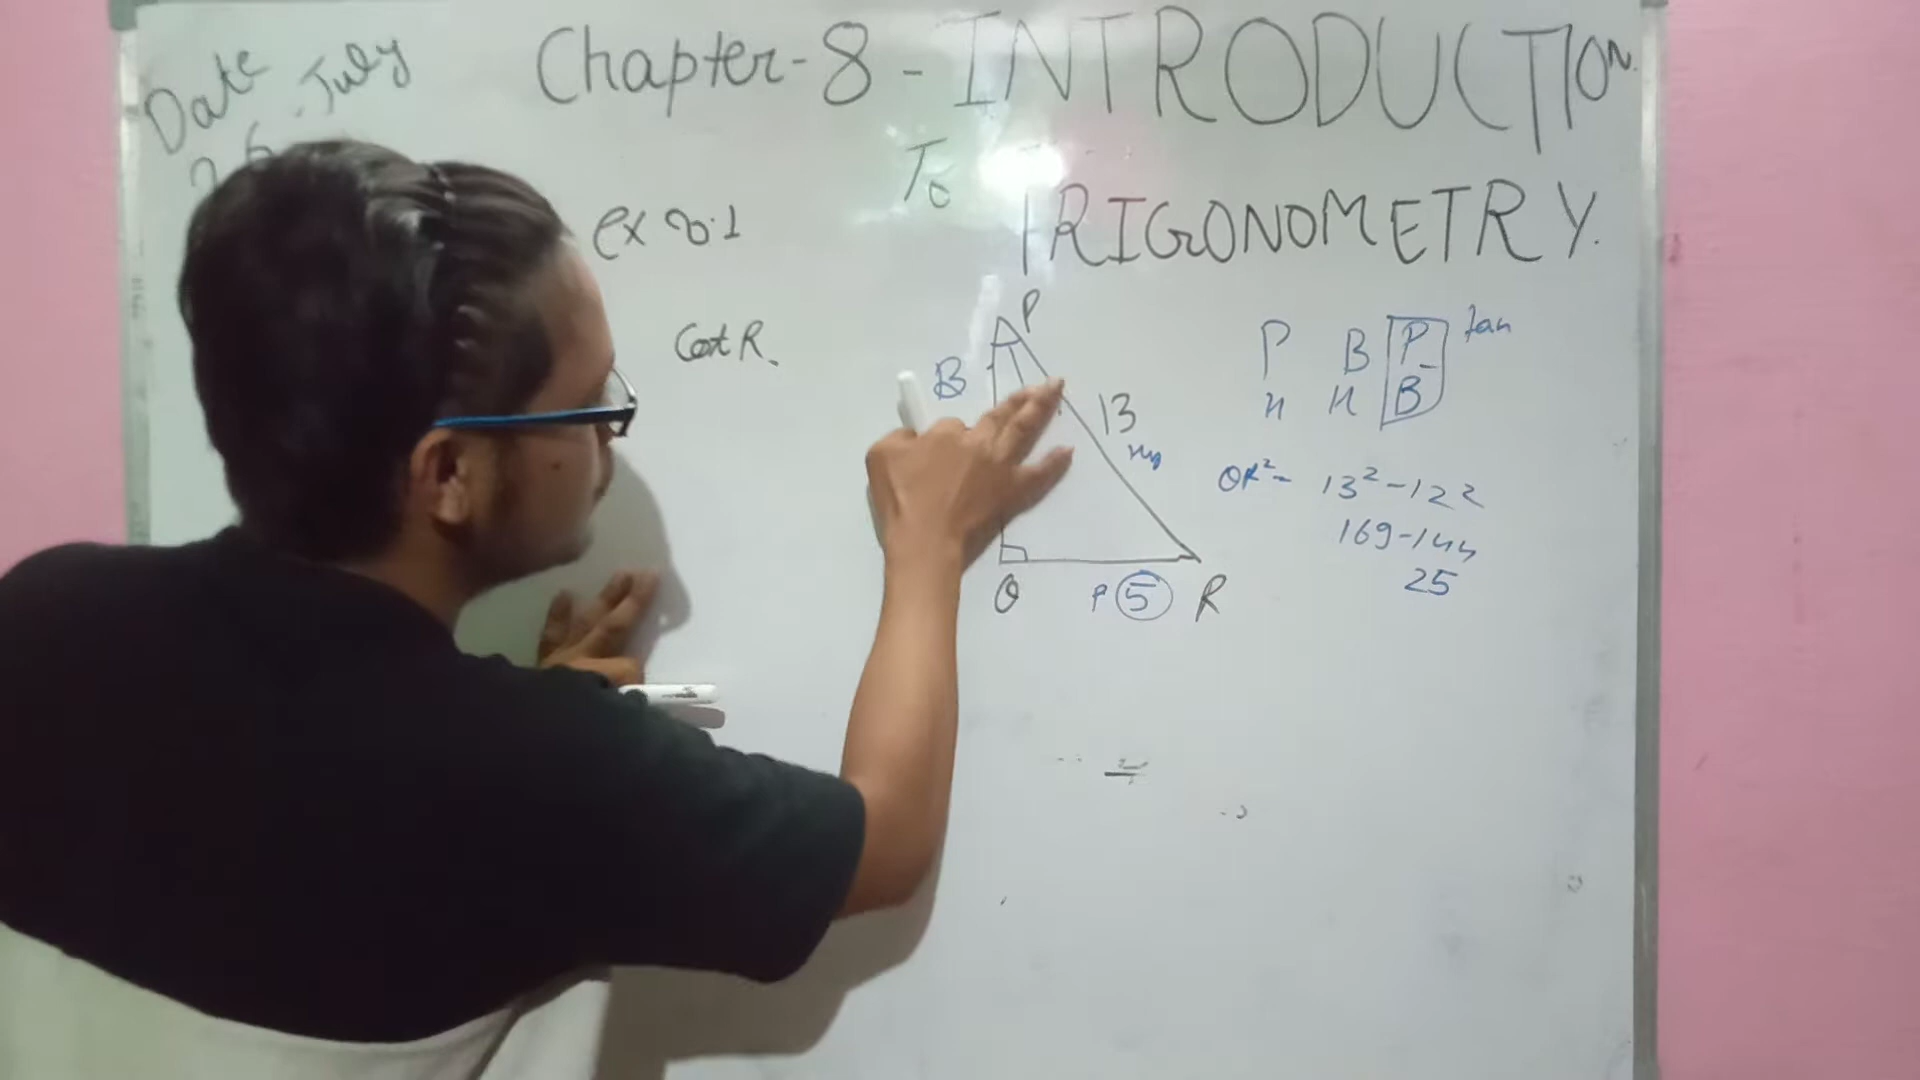 Date
26 - July
Chapter-8 - INTRODUCTION
To
TRIGONOMETRY.
ex 8.1
Cot R.
P
B
13
Hyp
Q
P 5 R
P B P tan
H H B
QR² = 13² - 12²
169 - 144
25